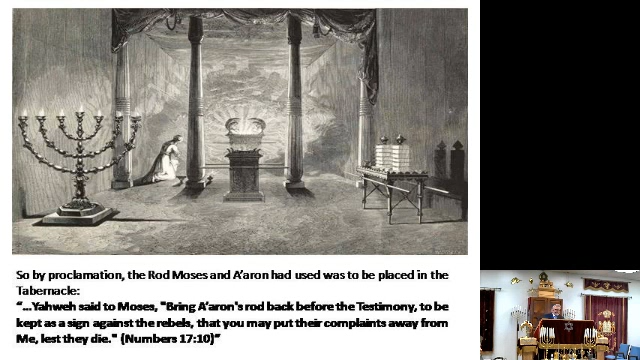 So by proclamation, the Rod Moses and A'aron had used was to be placed in the
Tabernacle:
“...Yahweh said to Moses, "Bring A'aron's rod back before the Testimony, to be
kept as a sign against the rebels, that you may put their complaints away from
Me, lest they die." (Numbers 17:10)”